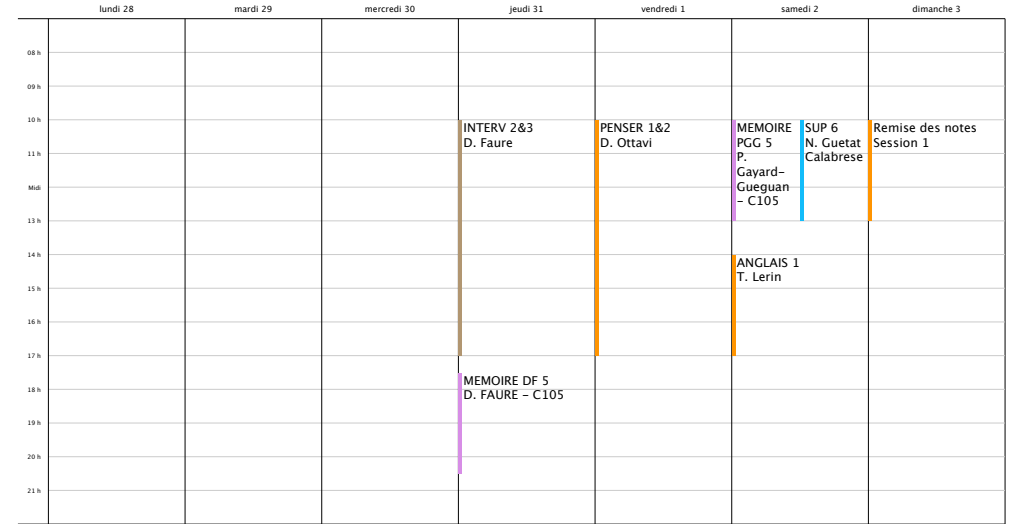 lundi 28
mardi 29
mercredi 30
jeudi 31
vendredi 1
samedi 2
dimanche 3
08 h
09 h
10 h
11 h
Midi
13 h
14 h
15 h
16 h
17 h
18 h
19 h
20 h
21 h
INTERV 2&3
D. Faure
MEMOIRE DF 5
D. FAURE - C105
PENSER 1&2
D. Ottavi
MEMOIRE
PGG 5
P.
Gayard-
Gueguan
- C105
SUP 6
N. Guetat
Calabrese
ANGLAIS 1
T. Lerin
Remise des notes
Session 1